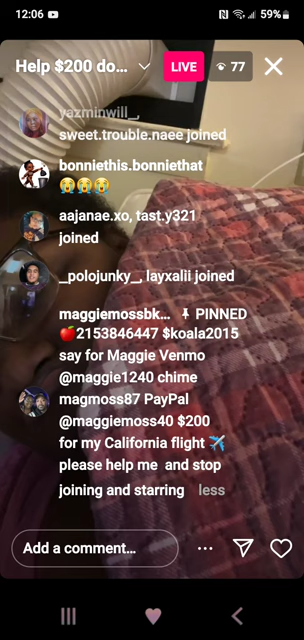 12:06
59%
Help $200 do...
LIVE
77
yazminwill_,
sweet.trouble.naee joined
bonniethis.bonniethat
😭😭😭
aajanae.xo, tast.y321
joined
__polojunky__, layxalii joined
maggiemossbk... 📌 PINNED
🍎2153846447 $koala2015
say for Maggie Venmo
@maggie1240 chime
magmoss87 PayPal
@maggiemoss40 $200
for my California flight ✈️
please help me and stop
joining and starring less
Add a comment...